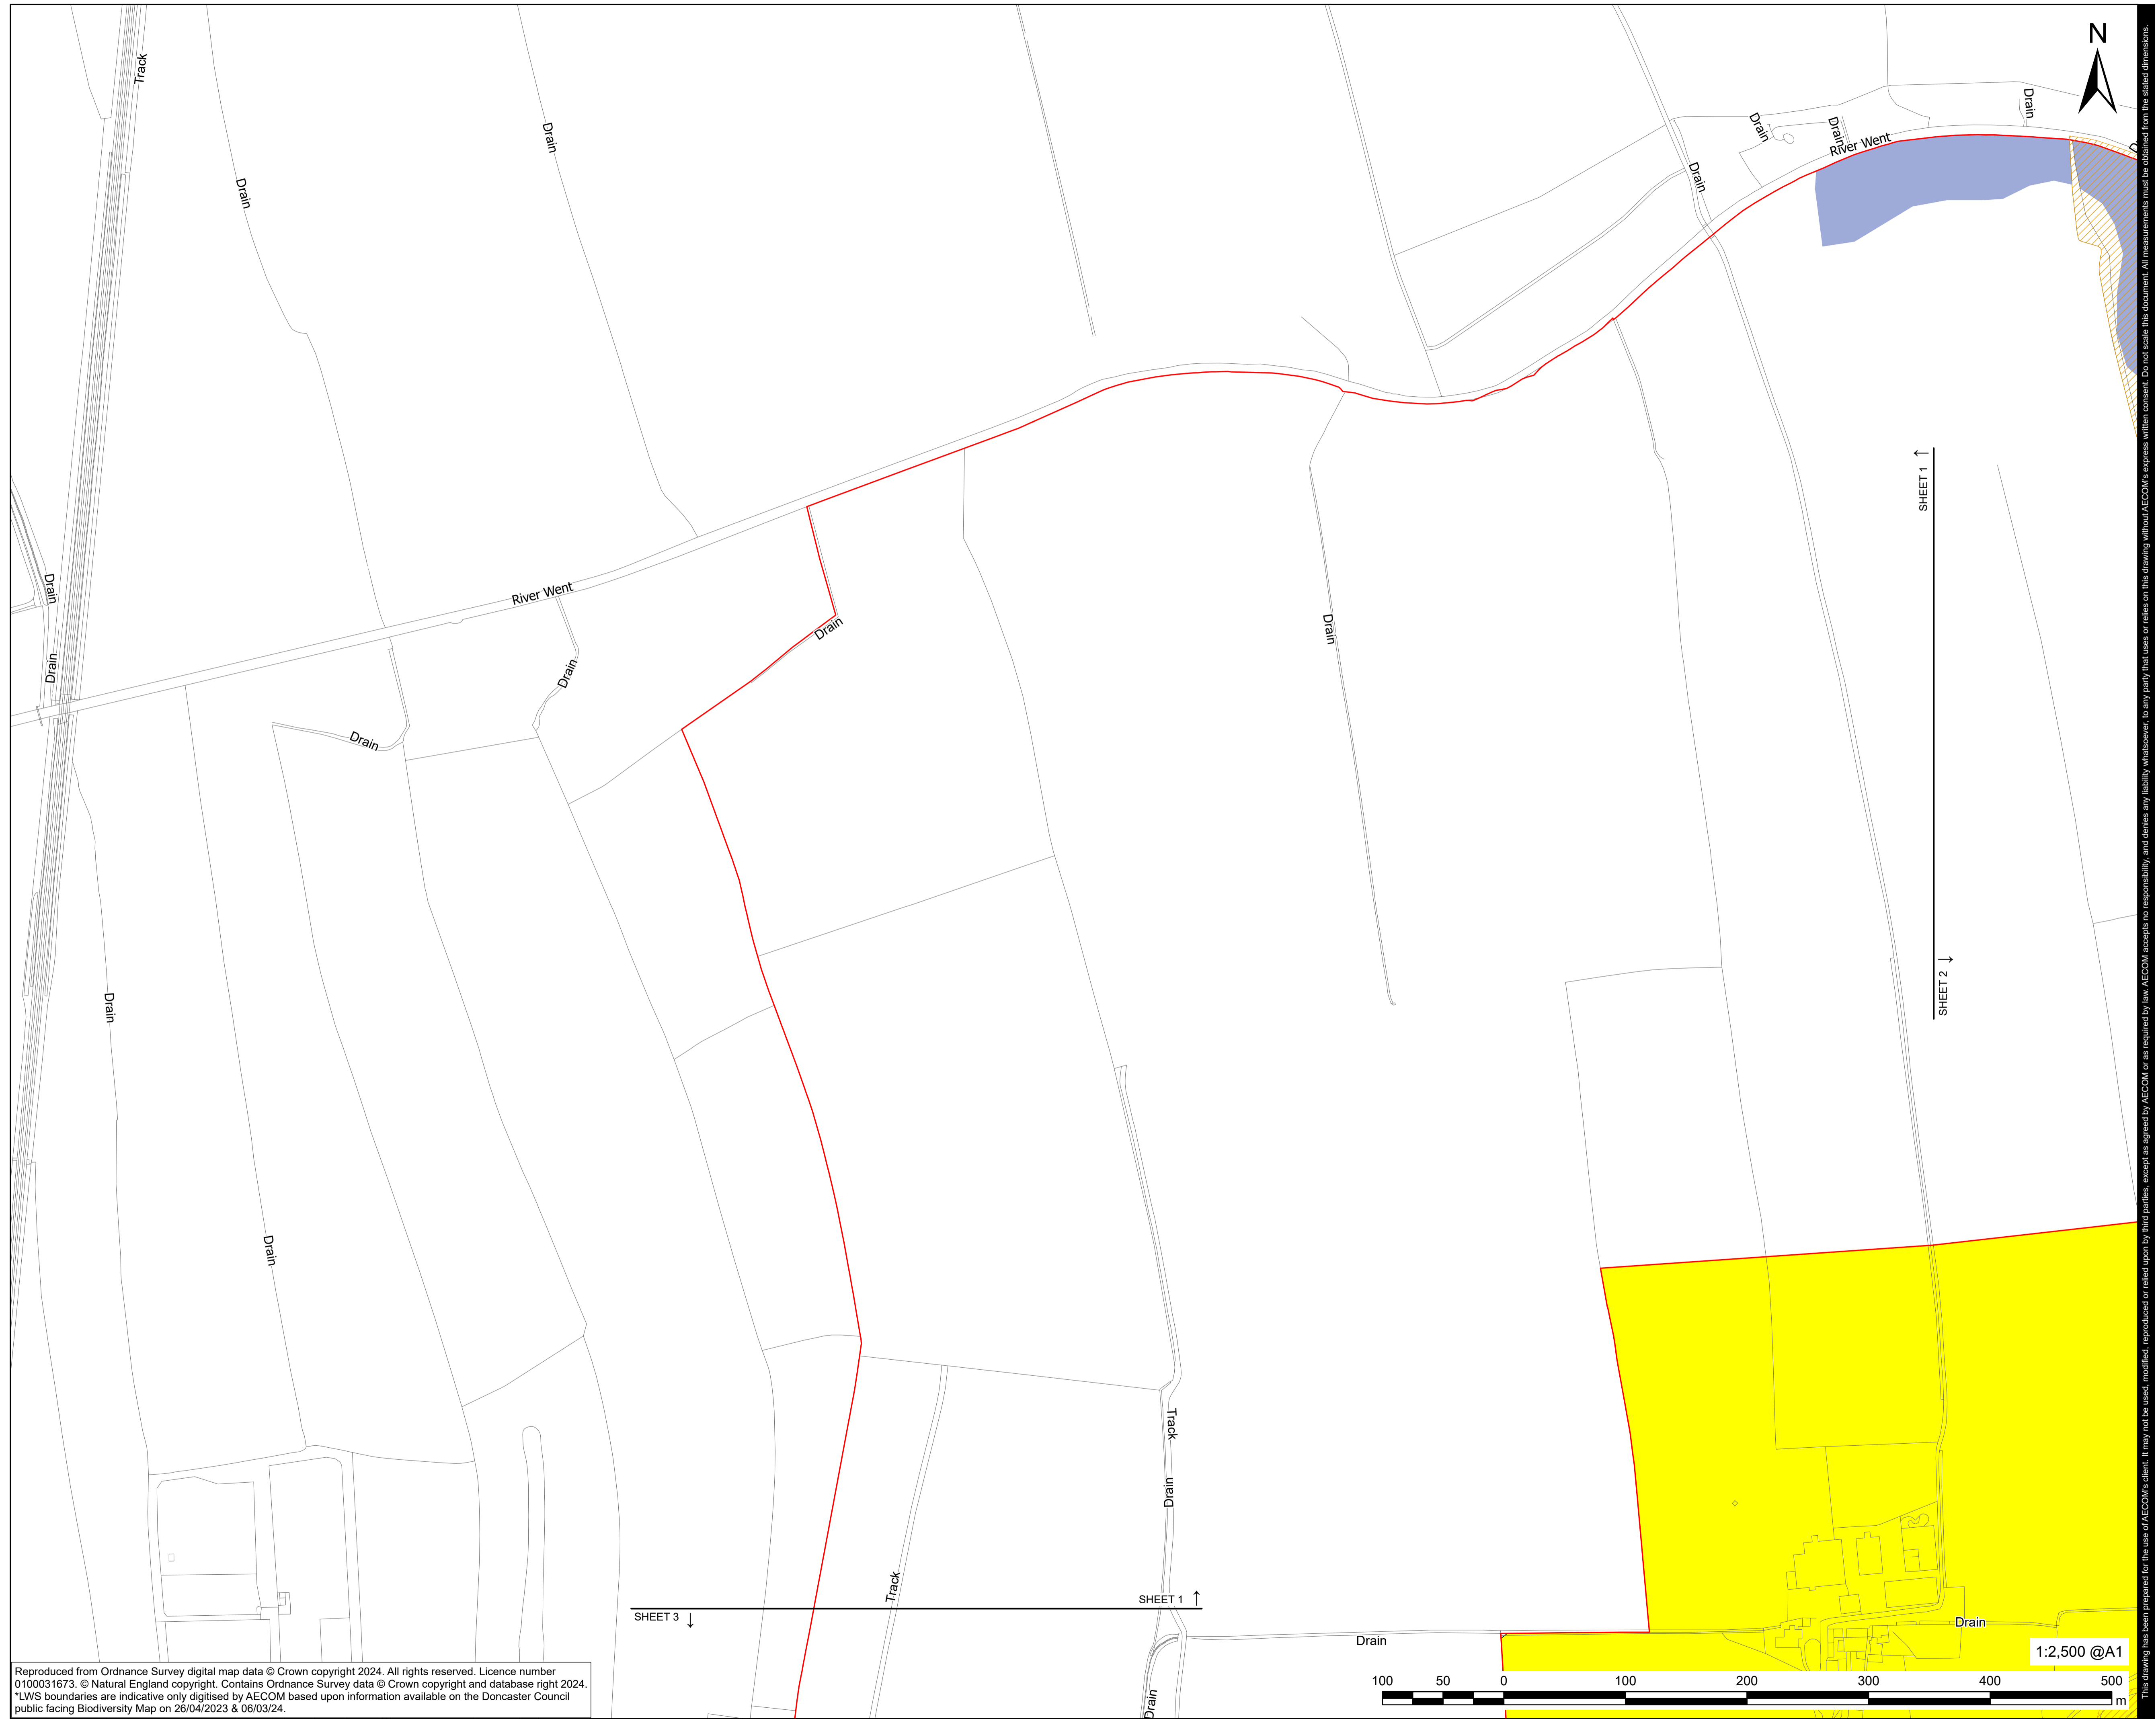 N
Track
Drain
Drain
Drain
Drain
Drain
River Went
Drain
SHEET 1 ↑
Drain
River Went
Drain
Drain
Drain
Drain
Drain
Drain
SHEET 2 ↓
Drain
Drain
Track
Drain
Track
SHEET 1 ↑
SHEET 3 ↓
Drain
Drain
Drain
1:2,500 @A1
100 50 0 100 200 300 400 500
m
Reproduced from Ordnance Survey digital map data © Crown copyright 2024. All rights reserved. Licence number
0100031673. © Natural England copyright. Contains Ordnance Survey data © Crown copyright and database right 2024.
*LWS boundaries are indicative only digitised by AECOM based upon information available on the Doncaster Council
public facing Biodiversity Map on 26/04/2023 & 06/03/24.
This drawing has been prepared for the use of AECOM's client. It may not be used, modified, reproduced or relied upon by third parties, except as agreed by AECOM or as required by law. AECOM accepts no responsibility, and denies any liability whatsoever, to any party that uses or relies on this drawing without AECOM's express written consent. Do not scale this document. All measurements must be obtained from the stated dimensions.